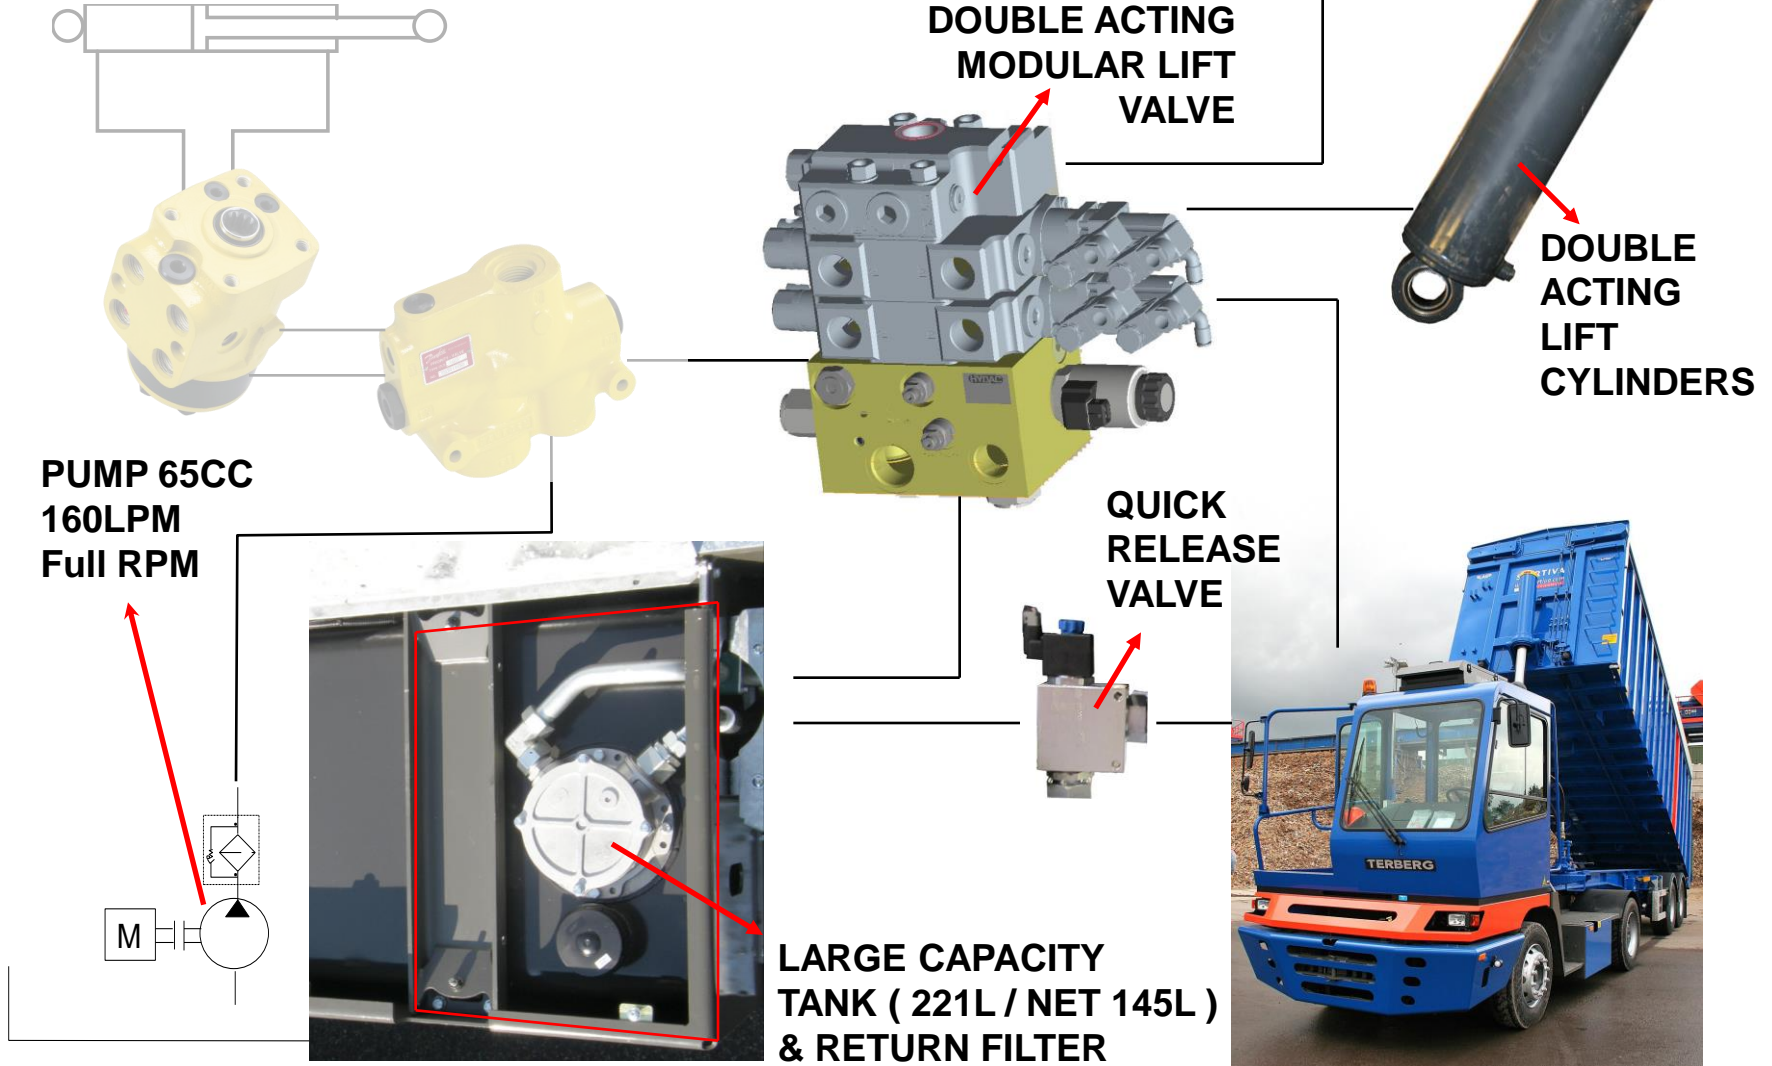 DOUBLE ACTING
MODULAR LIFT
VALVE
DOUBLE
ACTING
LIFT
CYLINDERS
HYDAC
PUMP 65CC
160LPM
Full RPM
QUICK
RELEASE
VALVE
TERBERG
M
LARGE CAPACITY
TANK ( 221L / NET 145L )
& RETURN FILTER